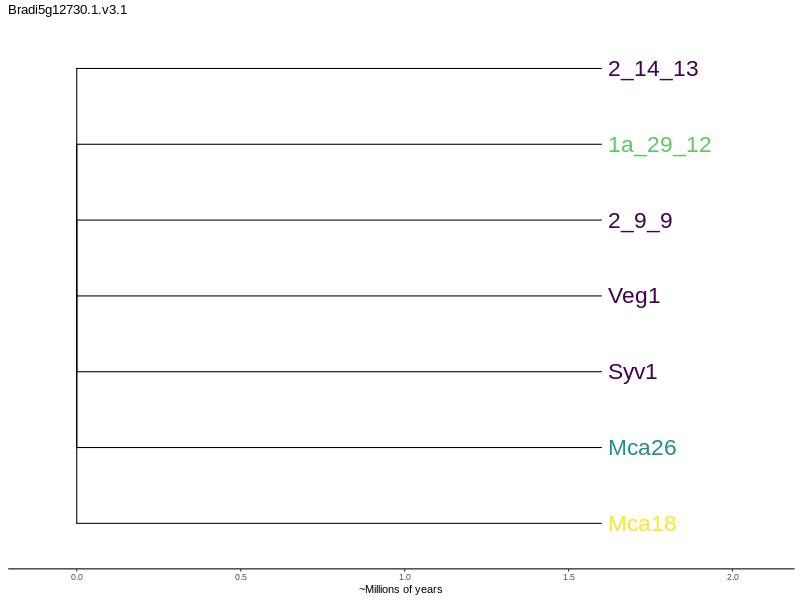 Bradi5g12730.1.v3.1
2_14_13
1a_29_12
2_9_9
Veg1
Syv1
Mca26
Mca18
0.0 0.5 1.0 1.5 2.0
~Millions of years